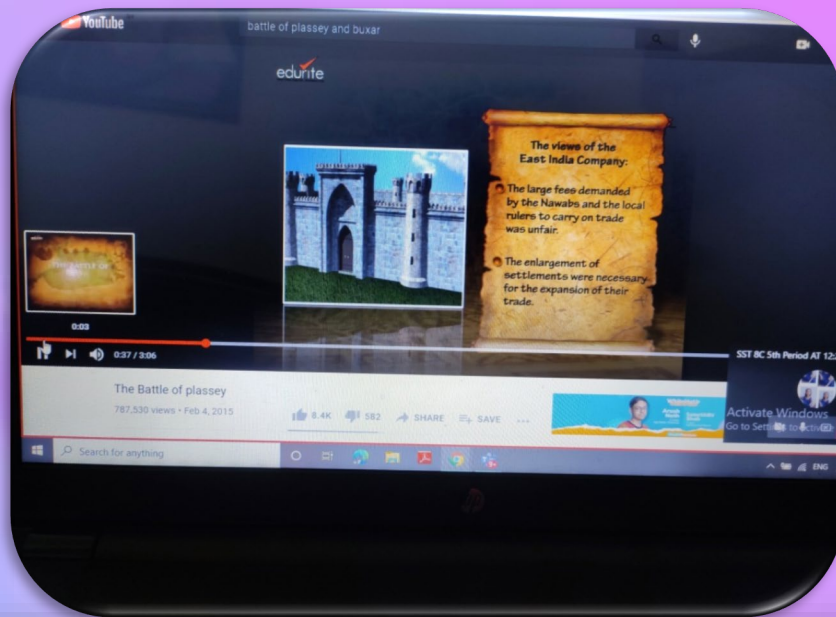 YouTube
battle of plassey and buxar
edurite
The views of the
East India Company:
The large fees demanded
by the Nawabs and the local
rulers to carry on trade
was unfair.
The enlargement of
settlements were necessary
for the expansion of their
trade.
THE BATTLE OF
0:03
0:37 / 3:06
SST 8C 5th Period AT 12:
The Battle of plassey
787,530 views • Feb 4, 2015
8.4K
582
SHARE
SAVE
Activate Windows
Go to Settings to activate
Search for anything
ENG
hp